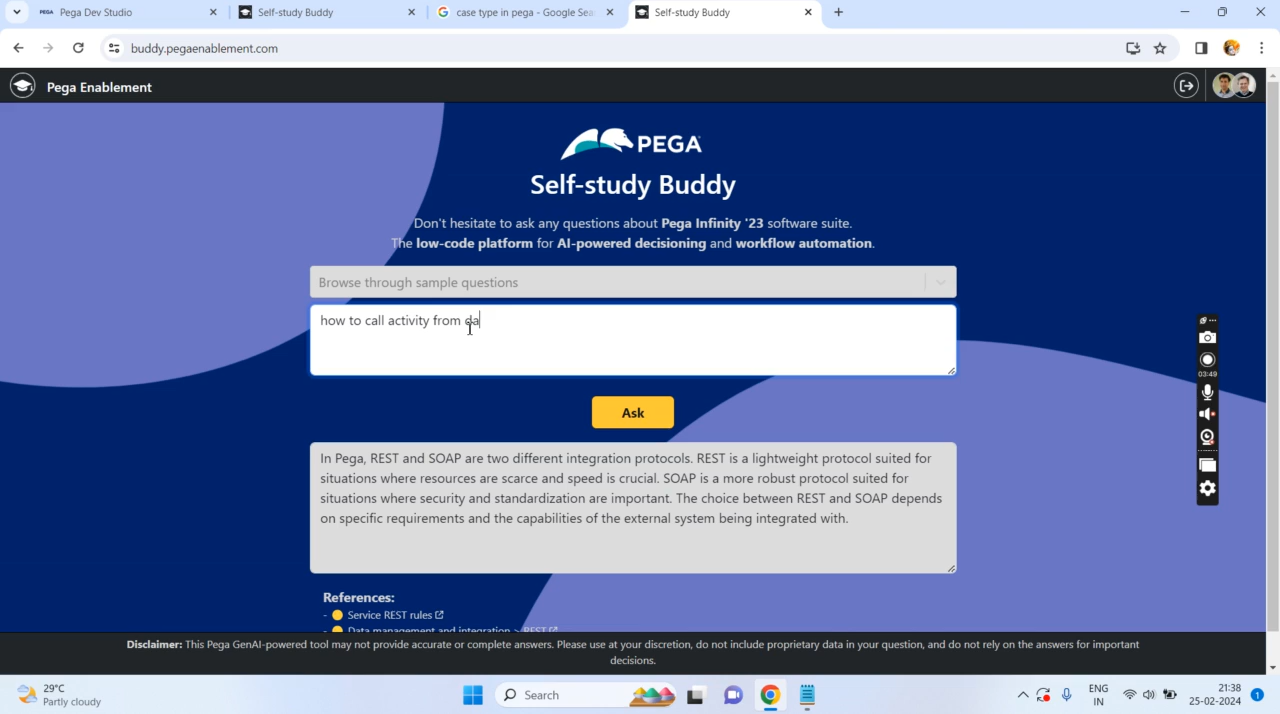 Pega Dev Studio
Self-study Buddy
case type in pega - Google Sea
Self-study Buddy
buddy.pegaenablement.com
Pega Enablement
PEGA
Self-study Buddy
Don't hesitate to ask any questions about Pega Infinity '23 software suite.
The low-code platform for AI-powered decisioning and workflow automation.
Browse through sample questions
how to call activity from da
Ask
03:49
In Pega, REST and SOAP are two different integration protocols. REST is a lightweight protocol suited for
situations where resources are scarce and speed is crucial. SOAP is a more robust protocol suited for
situations where security and standardization are important. The choice between REST and SOAP depends
on specific requirements and the capabilities of the external system being integrated with.
References:
- Service REST rules
- Data management and integration > REST
Disclaimer: This Pega GenAI-powered tool may not provide accurate or complete answers. Please use at your discretion, do not include proprietary data in your question, and do not rely on the answers for important
decisions.
29°C
Partly cloudy
Search
ENG
IN
21:38
25-02-2024
1